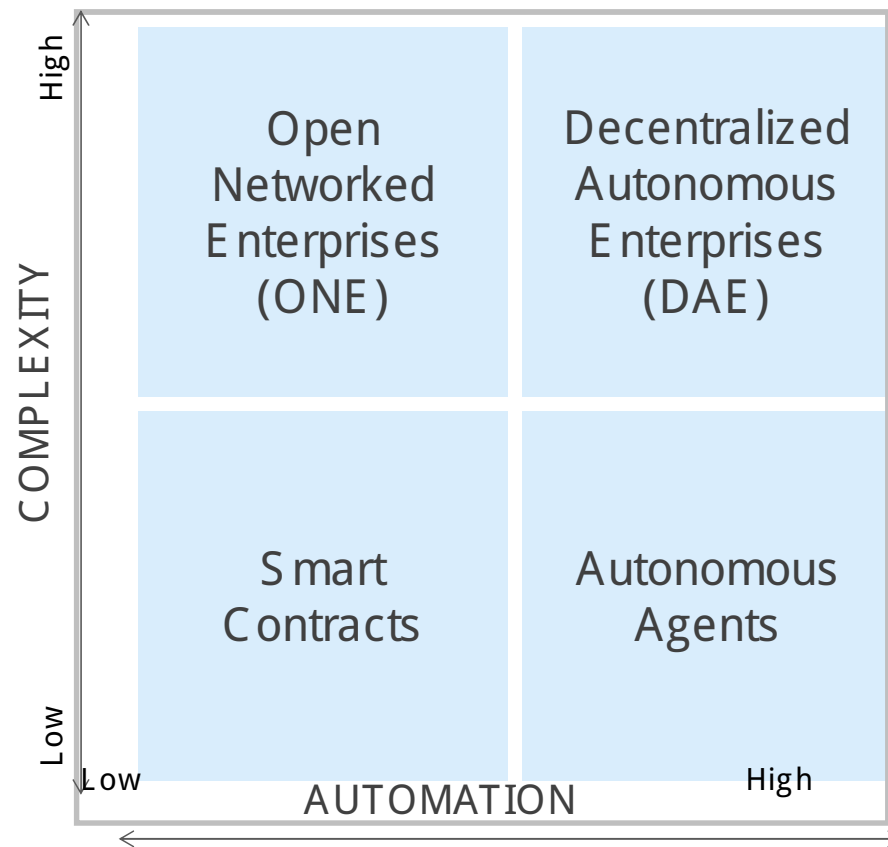 High
Open
Networked
Enterprises
(ONE)
Decentralized
Autonomous
Enterprises
(DAE)
COMPLEXITY
Smart
Contracts
Autonomous
Agents
Low
Low
High
AUTOMATION